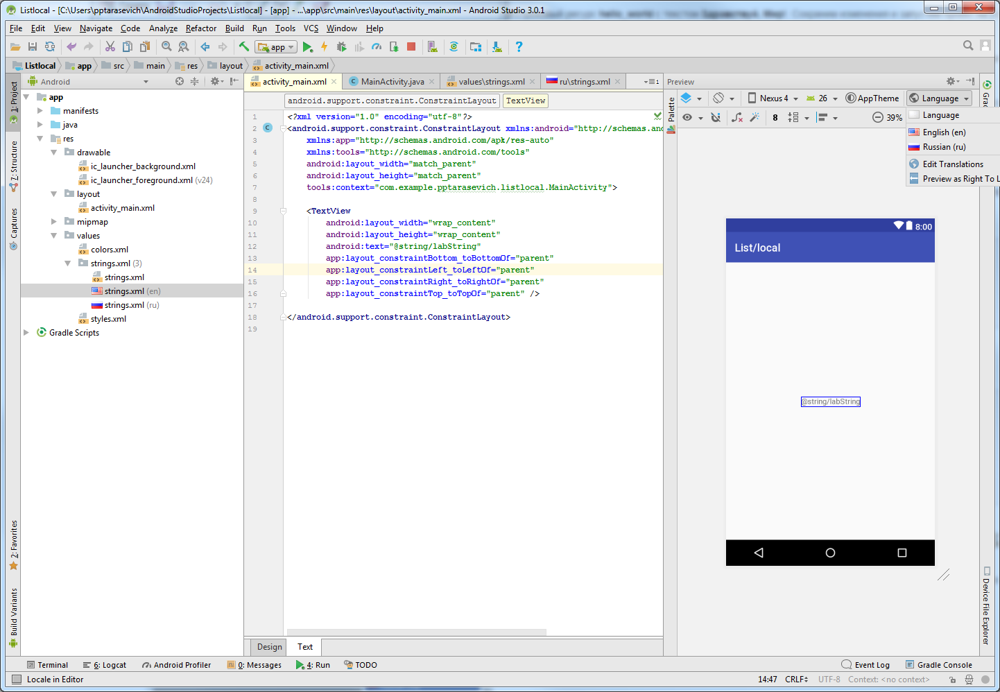 Listlocal - [C:\Users\pptarasevich\AndroidStudioProjects\Listlocal] - [app] - ...\app\src\main\res\layout\activity_main.xml - Android Studio 3.0.1
File Edit View Navigate Code Analyze Refactor Build Run Tools VCS Window Help
app
Listlocal app src main res layout activity_main.xml
1: Project
7: Structure
Captures
2: Favorites
Build Variants
Android
app
manifests
java
res
drawable
ic_launcher_background.xml
ic_launcher_foreground.xml (v24)
layout
activity_main.xml
mipmap
values
colors.xml
strings.xml (3)
strings.xml
strings.xml (en)
strings.xml (ru)
styles.xml
Gradle Scripts
activity_main.xml MainActivity.java values\strings.xml ru\strings.xml 1
android.support.constraint.ConstraintLayout TextView
1 <?xml version="1.0" encoding="utf-8"?>
2 <android.support.constraint.ConstraintLayout xmlns:android="http://schemas.and
3 xmlns:app="http://schemas.android.com/apk/res-auto"
4 xmlns:tools="http://schemas.android.com/tools"
5 android:layout_width="match_parent"
6 android:layout_height="match_parent"
7 tools:context="com.example.pptarasevich.listlocal.MainActivity">
8
9 <TextView
10 android:layout_width="wrap_content"
11 android:layout_height="wrap_content"
12 android:text="@string/labString"
13 app:layout_constraintBottom_toBottomOf="parent"
14 app:layout_constraintLeft_toLeftOf="parent"
15 app:layout_constraintRight_toRightOf="parent"
16 app:layout_constraintTop_toTopOf="parent" />
17
18 </android.support.constraint.ConstraintLayout>
19
Design Text
Preview
Palette
Nexus 4 26 AppTheme Language
8 39%
Language
English (en)
Russian (ru)
Edit Translations
Preview as Right To L
8:00
List/local
@string/labString
Grac
Device File Explorer
Terminal 6: Logcat Android Profiler 0: Messages 4: Run TODO Event Log Gradle Console
Locale in Editor 14:47 CRLF UTF-8 Context: <no context>